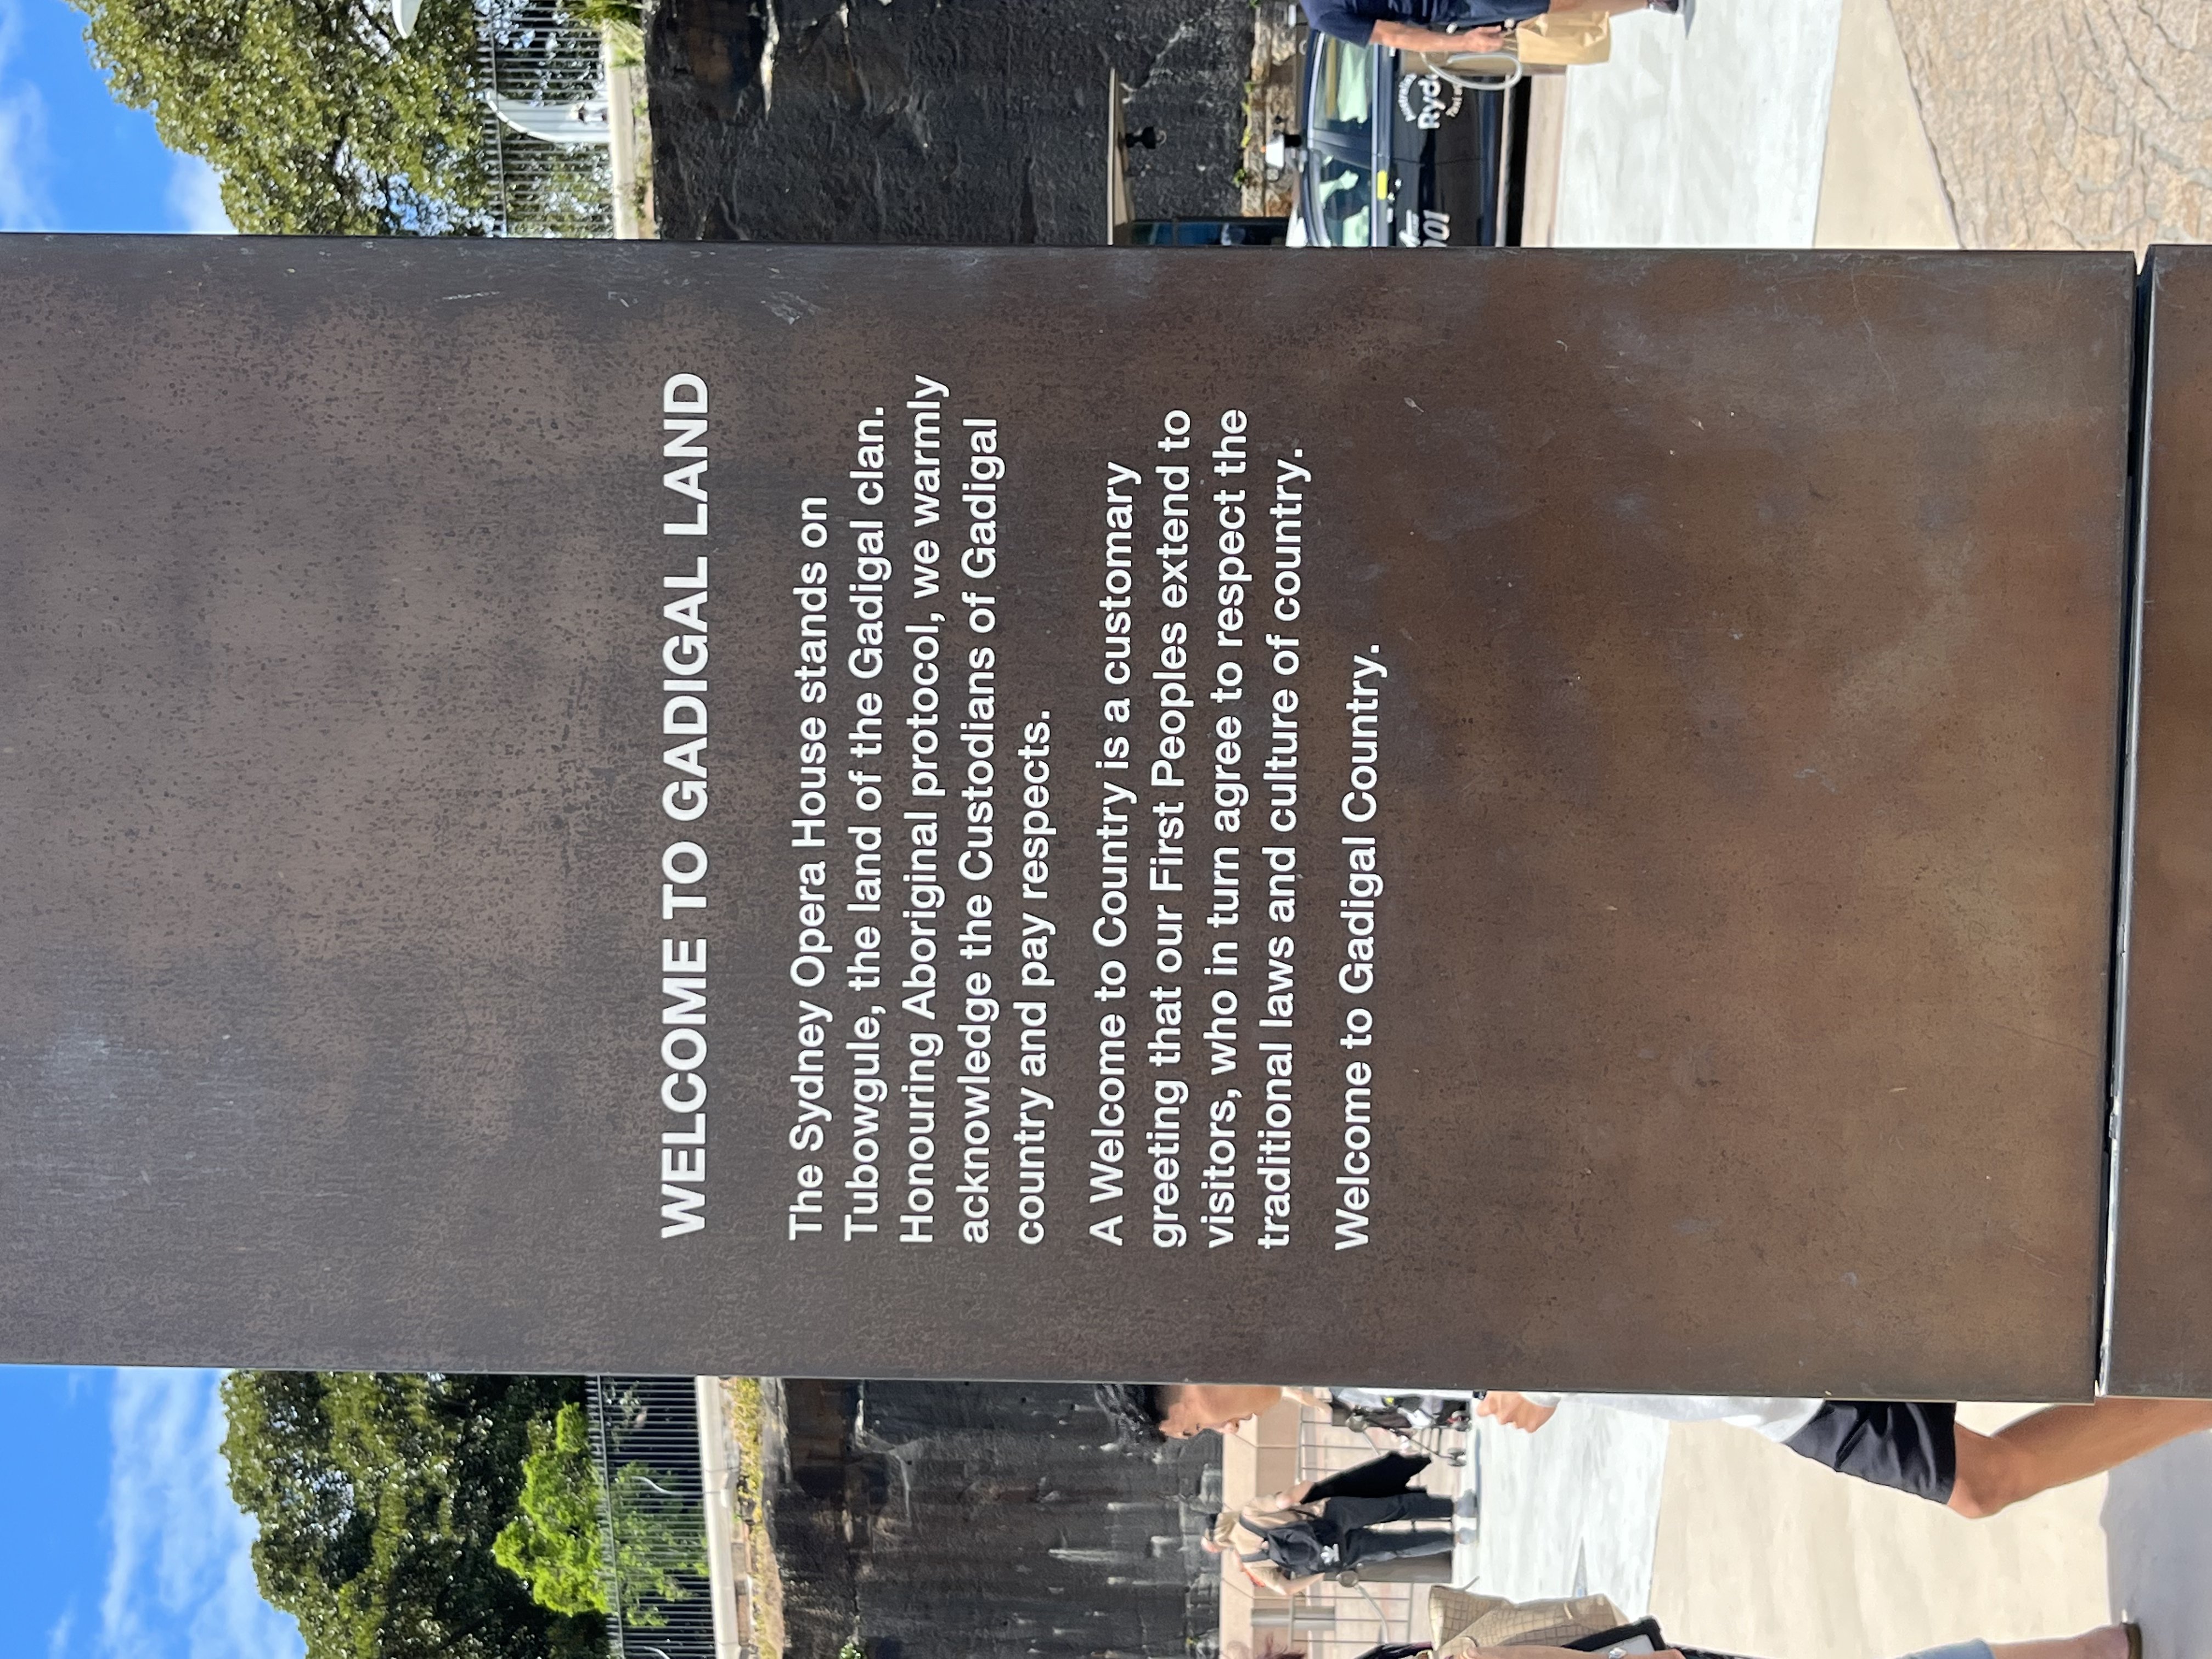 WELCOME TO GADIGAL LAND
The Sydney Opera House stands on
Tubowgule, the land of the Gadigal clan.
Honouring Aboriginal protocol, we warmly
acknowledge the Custodians of Gadigal
country and pay respects.
A Welcome to Country is a customary
greeting that our First Peoples extend to
visitors, who in turn agree to respect the
traditional laws and culture of country.
Welcome to Gadigal Country.